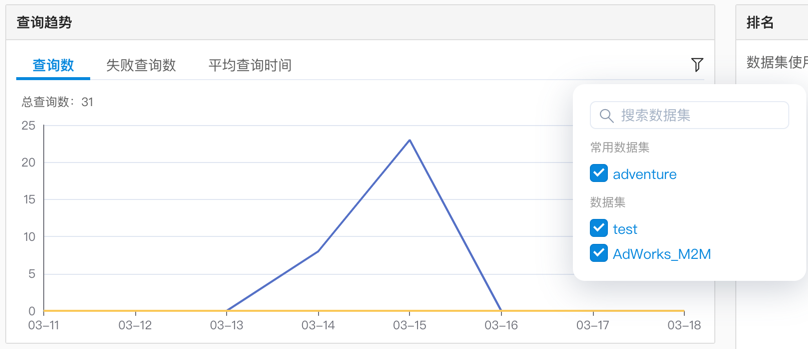 查询趋势
排名
查询数 失败查询数 平均查询时间
数据集使用
总查询数：31
搜索数据集
常用数据集
adventure
数据集
test
AdWorks_M2M
25
20
15
10
5
0
03-11 03-12 03-13 03-14 03-15 03-16 03-17 03-18